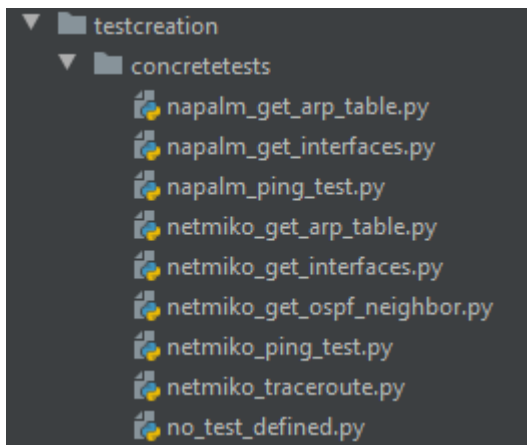 testcreation
concretetests
napalm_get_arp_table.py
napalm_get_interfaces.py
napalm_ping_test.py
netmiko_get_arp_table.py
netmiko_get_interfaces.py
netmiko_get_ospf_neighbor.py
netmiko_ping_test.py
netmiko_traceroute.py
no_test_defined.py